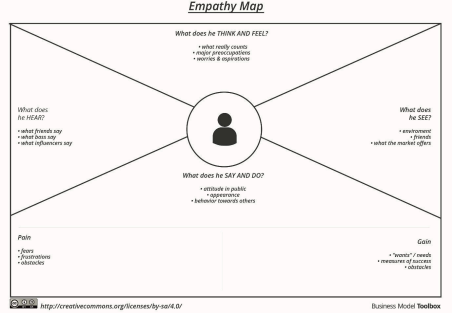 Empathy Map
What does he THINK AND FEEL?
• what really counts
• major preoccupations
• worries & aspirations
What does
he HEAR?
• what friends say
• what boss say
• what influencers say
What does
he SEE?
• enviroment
• friends
• what the market offers
What does he SAY AND DO?
• attitude in public
• appearance
• behavior towards others
Pain
• fears
• frustrations
• obstacles
Gain
• "wants" / needs
• measures of success
• obstacles
http://creativecommons.org/licenses/by-sa/4.0/
Business Model Toolbox